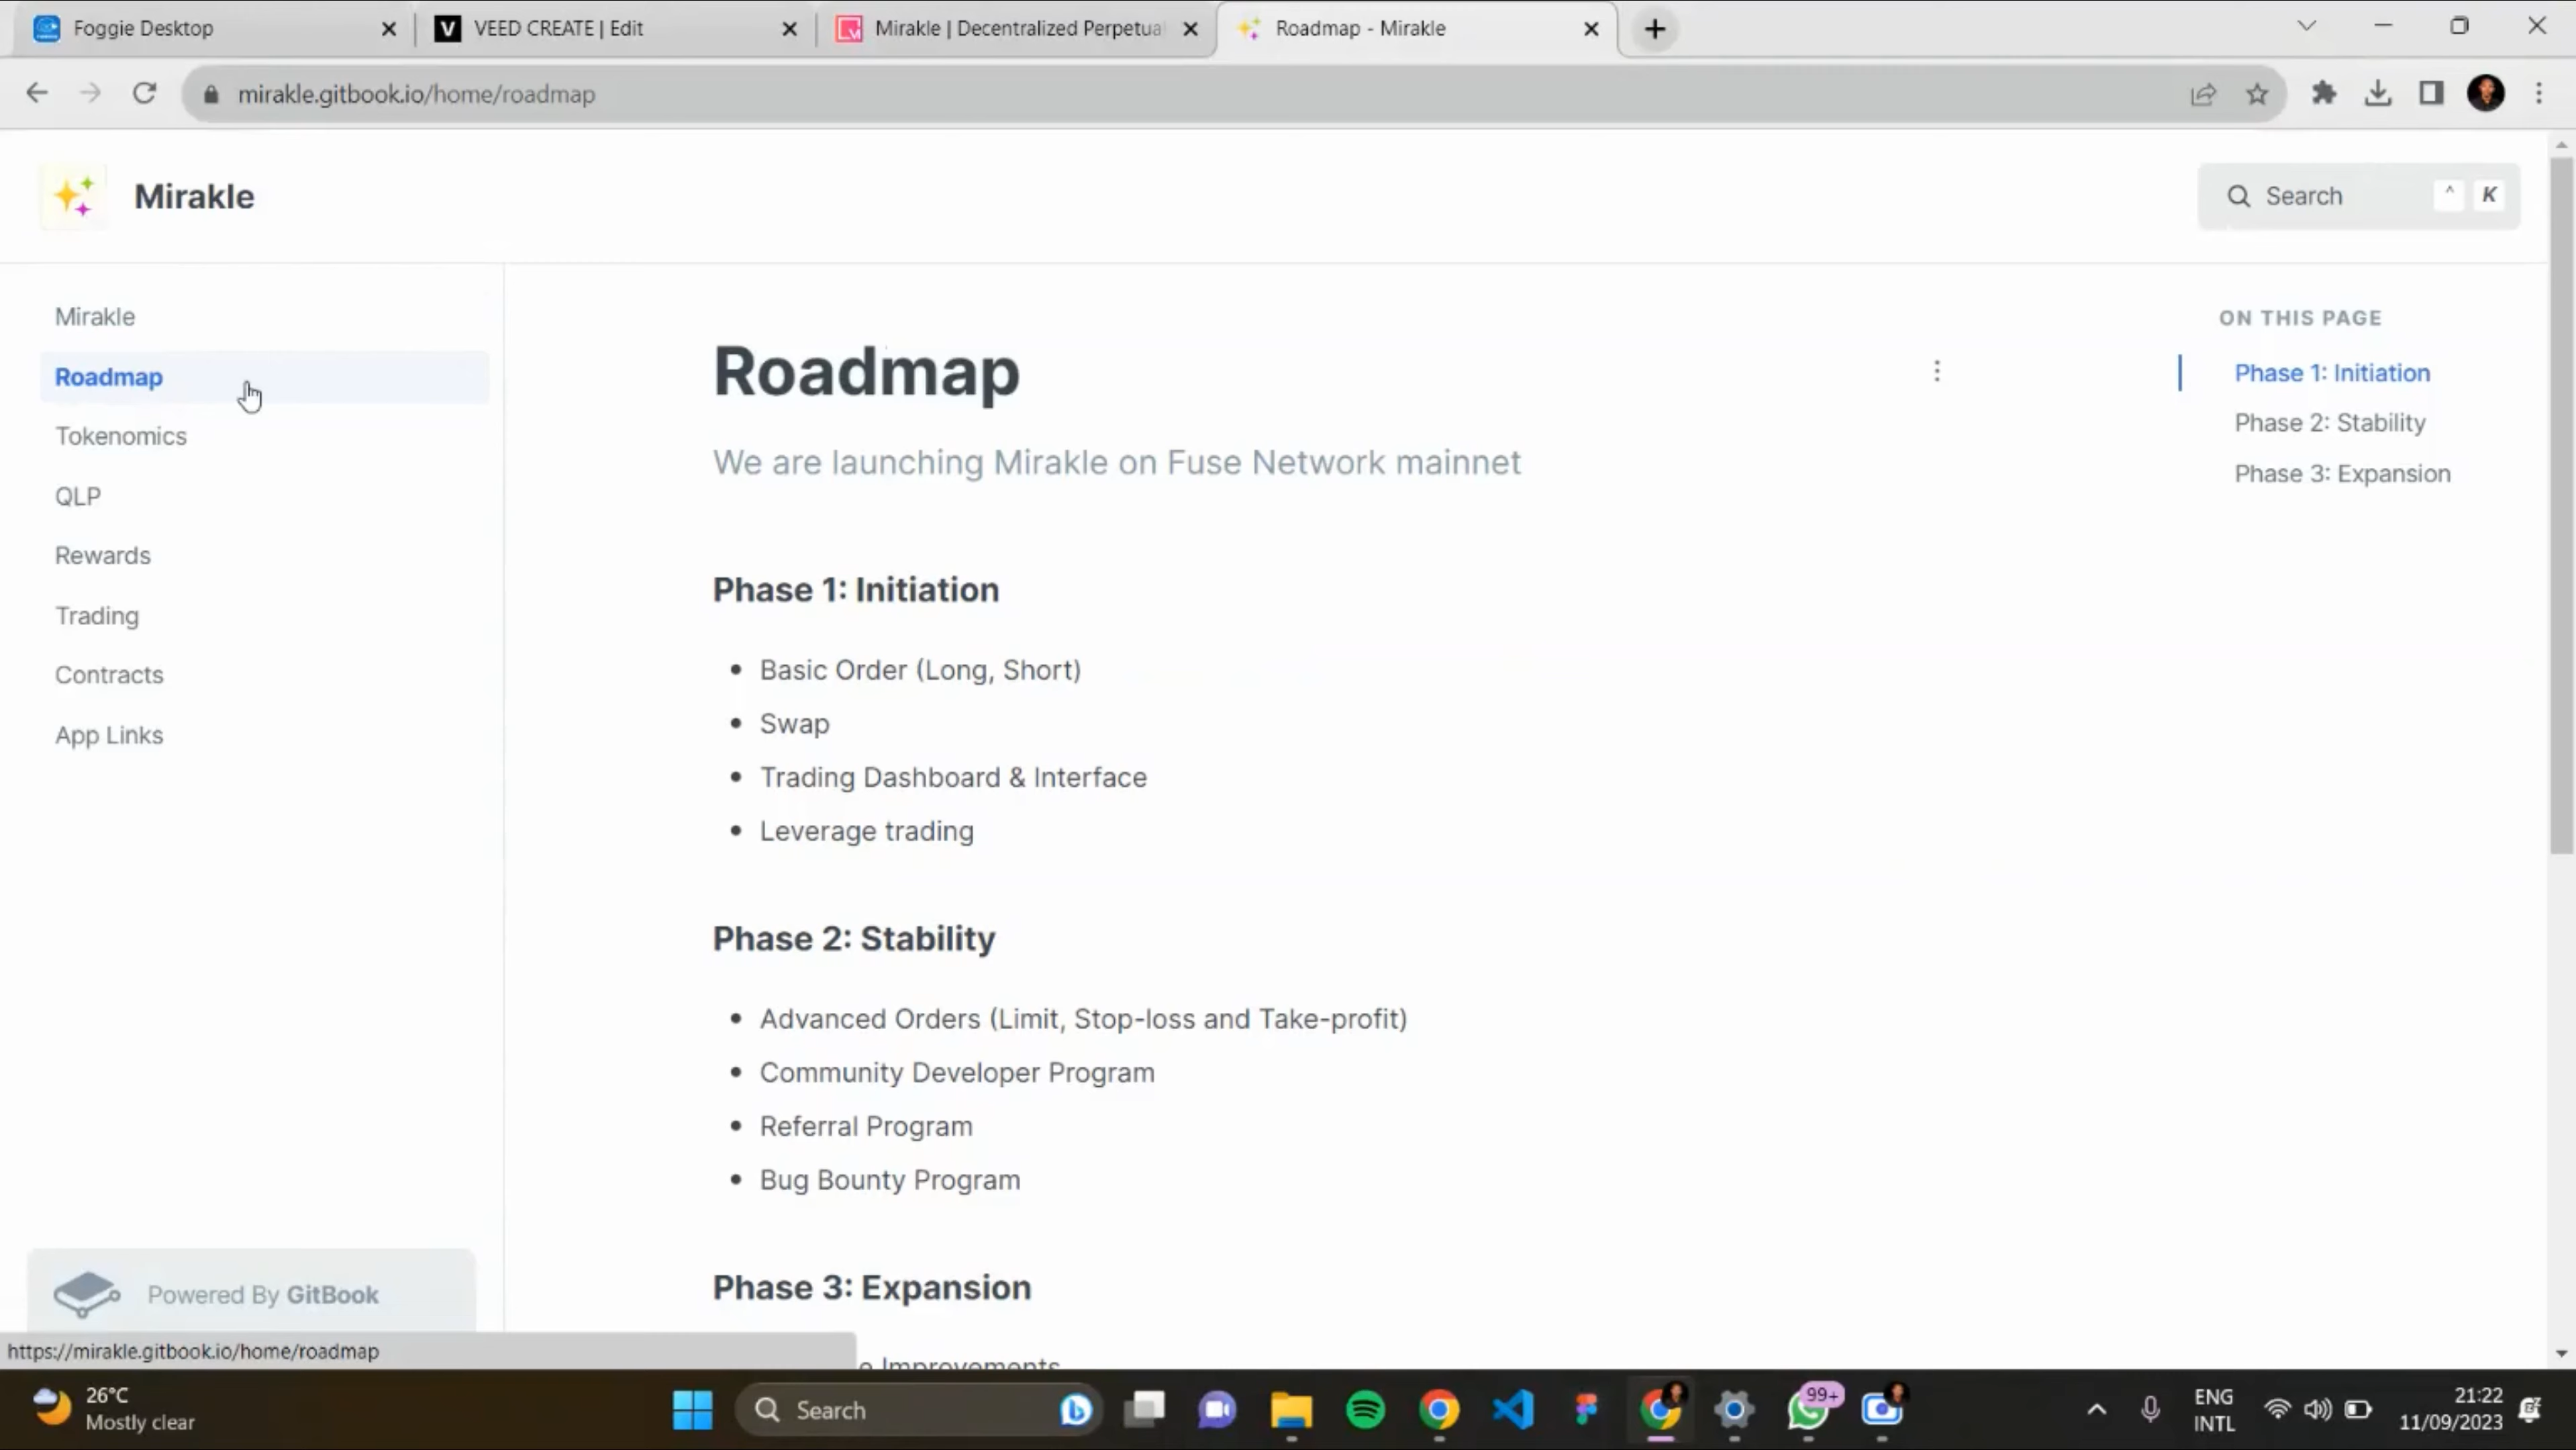 Foggie Desktop
VEED CREATE | Edit
Mirakle | Decentralized Perpetua
Roadmap - Mirakle
mirakle.gitbook.io/home/roadmap
Mirakle
Search
^ K
Mirakle
Roadmap
Tokenomics
QLP
Rewards
Trading
Contracts
App Links
Powered By GitBook
https://mirakle.gitbook.io/home/roadmap
Roadmap
We are launching Mirakle on Fuse Network mainnet
Phase 1: Initiation
Basic Order (Long, Short)
Swap
Trading Dashboard & Interface
Leverage trading
Phase 2: Stability
Advanced Orders (Limit, Stop-loss and Take-profit)
Community Developer Program
Referral Program
Bug Bounty Program
Phase 3: Expansion
Improvements
ON THIS PAGE
Phase 1: Initiation
Phase 2: Stability
Phase 3: Expansion
26°C
Mostly clear
Search
99+
ENG
INTL
21:22
11/09/2023